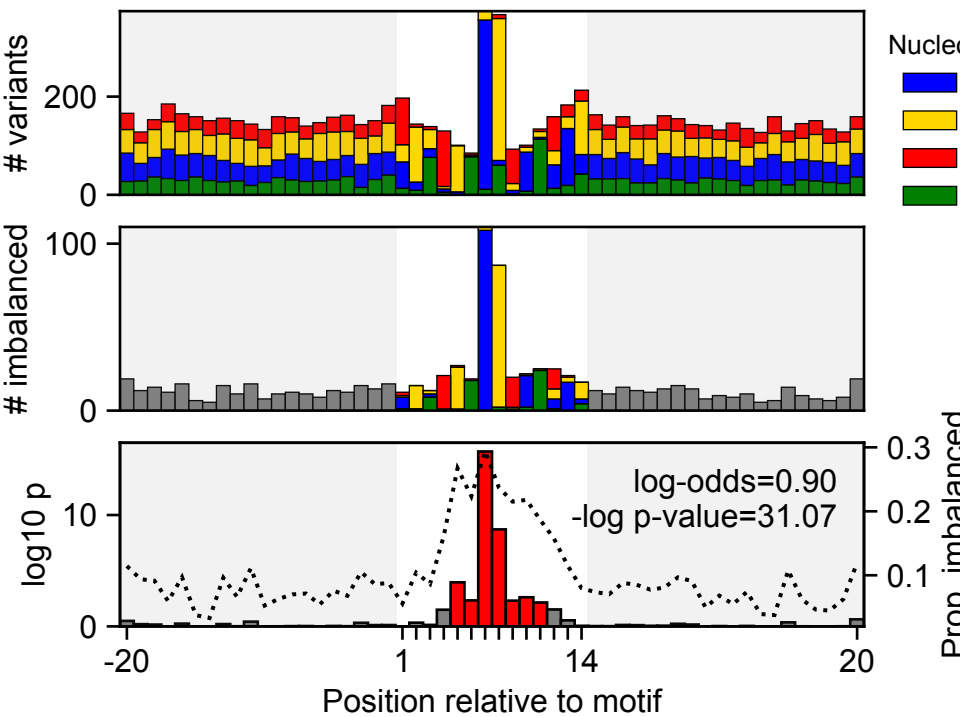 # variants
200
0
# imbalanced
100
0
log10 p
10
0
log-odds=0.90
-log p-value=31.07
0.3
0.2
0.1
Prop. imbalanced
-20
1
14
20
Position relative to motif